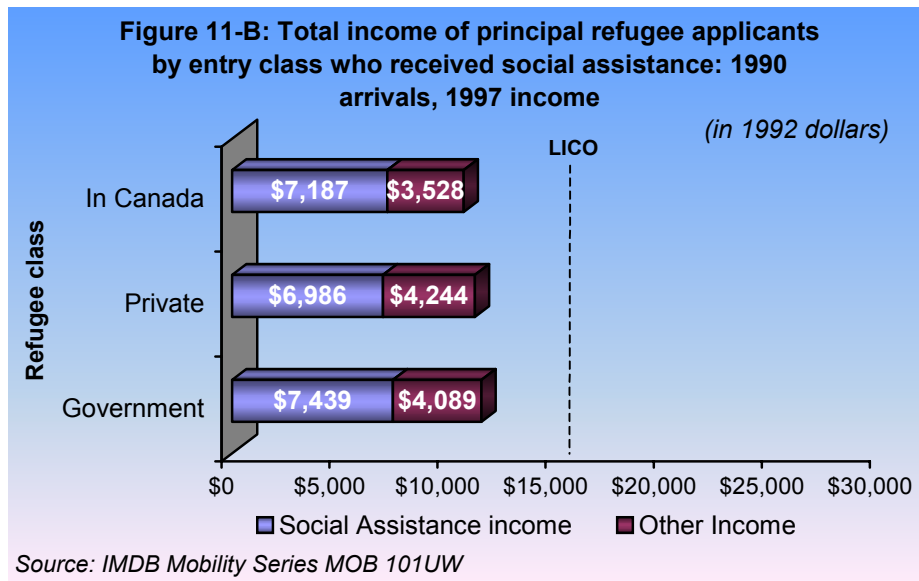 Figure 11-B: Total income of principal refugee applicants
by entry class who received social assistance: 1990
arrivals, 1997 income
(in 1992 dollars)
LICO
Refugee class
In Canada
$7,187
$3,528
Private
$6,986
$4,244
Government
$7,439
$4,089
$0
$5,000
$10,000
$15,000
$20,000
$25,000
$30,000
Social Assistance income
Other Income
Source: IMDB Mobility Series MOB 101UW